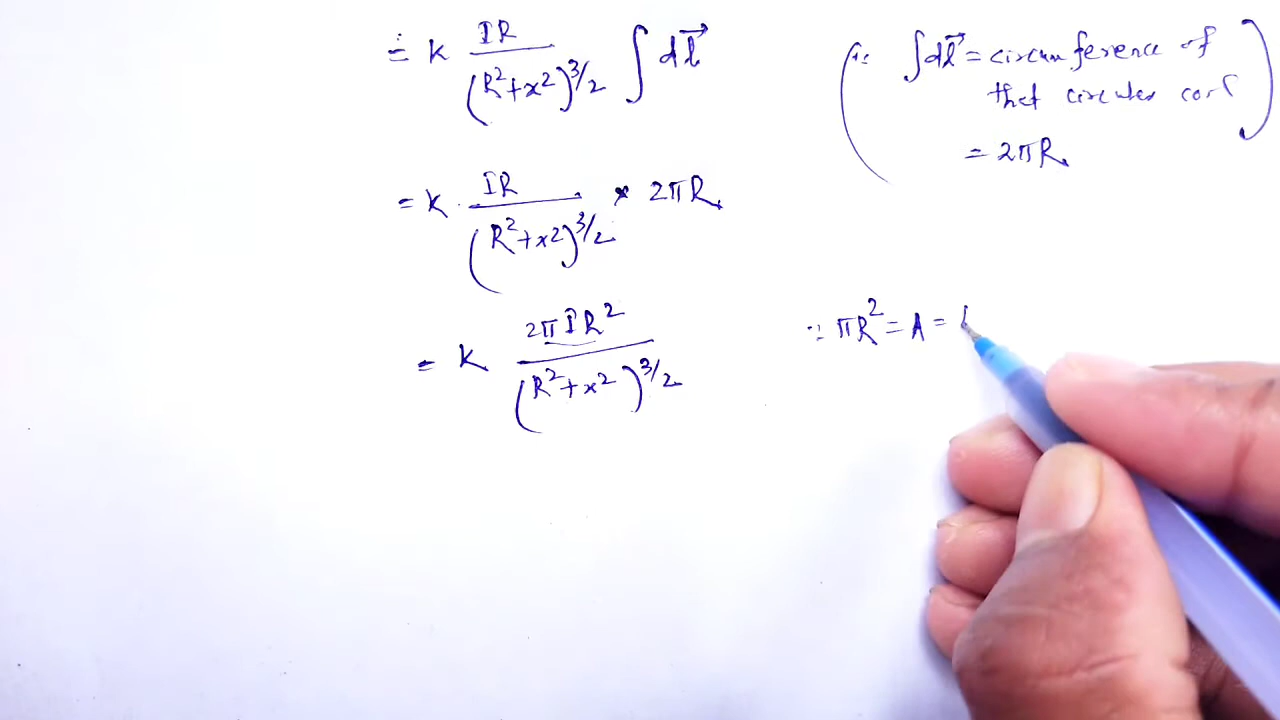 = k IR/(R²+x²)^3/2 ∫dl⃗
(∵ ∫dl⃗ = circumference of
that circular coil)
= 2πR
= k · IR/(R²+x²)^3/2 × 2πR
= k 2πIR²/(R²+x²)^3/2
∵ πR² = A =